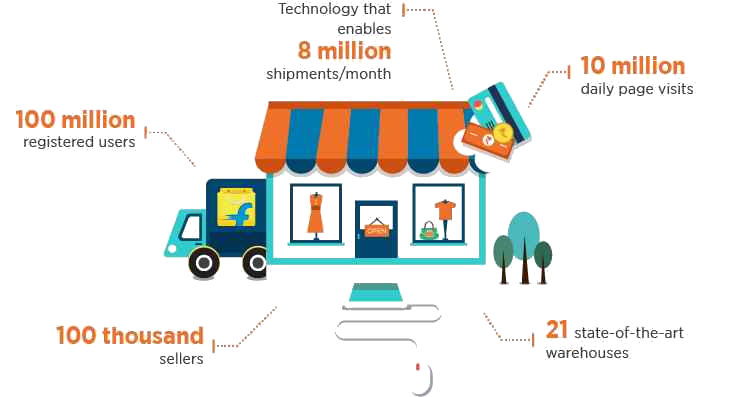 Technology that
enables
8 million
shipments/month
10 million
daily page visits
100 million
registered users
f
OPEN
100 thousand
sellers
21 state-of-the-art
warehouses